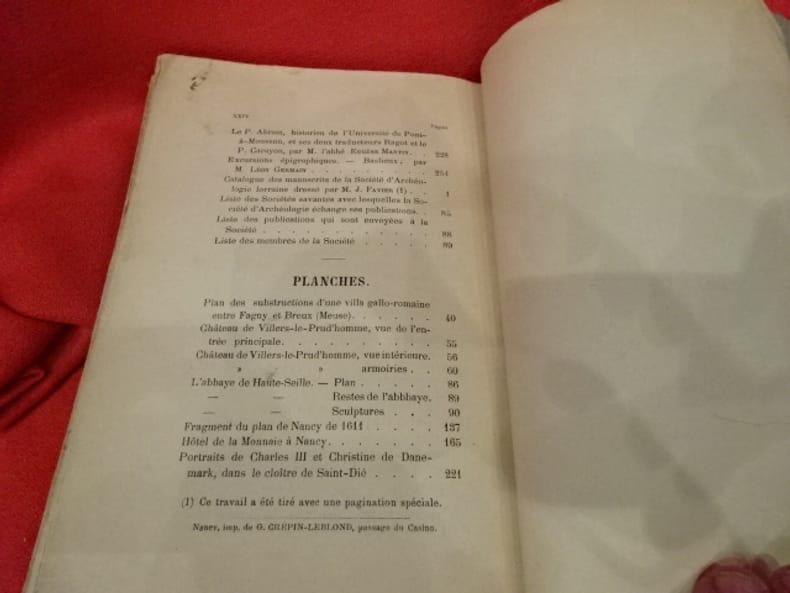 XXIV
Pages
Le P. Abram, historien de l'Université de Pont-
à-Mousson, et ses deux traducteurs Ragot et le
P. Carayon, par M. l'abbé EUGÈNE MARTIN. . 228
Excursions épigraphiques. — Baslieux, par
M. LÉON GERMAIN . . . . . . . . 254
Catalogue des manuscrits de la Société d'Archéo-
logie lorraine dressé par M. J. FAVIER (1) . . 1
Liste des Sociétés savantes avec lesquelles la So-
ciété d'Archéologie échange ses publications. . 85
Liste des publications qui sont envoyées à la
Société . . . . . . . . . . . 88
Liste des membres de la Société . . . . . 89
PLANCHES.
Plan des substructions d'une villa gallo-romaine
entre Fagny et Breux (Meuse). . . . . . 40
Château de Villers-le-Prud'homme, vue de l'en-
trée principale. . . . . . . . . . 55
Château de Villers-le-Prud'homme, vue intérieure. 56
» » armoiries . . 60
L'abbaye de Haute-Seille. — Plan . . . . . 86
— — Restes de l'abbbaye. 89
— — Sculptures . . . 90
Fragment du plan de Nancy de 1611 . . . . 137
Hôtel de la Monnaie à Nancy. . . . . . . 165
Portraits de Charles III et Christine de Dane-
mark, dans le cloître de Saint-Dié . . . . 221
(1) Ce travail a été tiré avec une pagination spéciale.
Nancy, imp. de G. CRÉPIN-LEBLOND, passage du Casino.